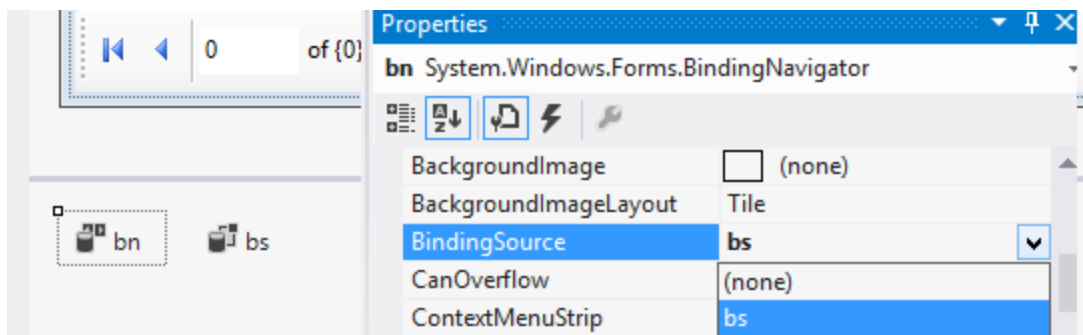 Properties
0 of {0}
bn System.Windows.Forms.BindingNavigator
BackgroundImage (none)
BackgroundImageLayout Tile
bn bs
BindingSource bs
CanOverflow (none)
ContextMenuStrip bs